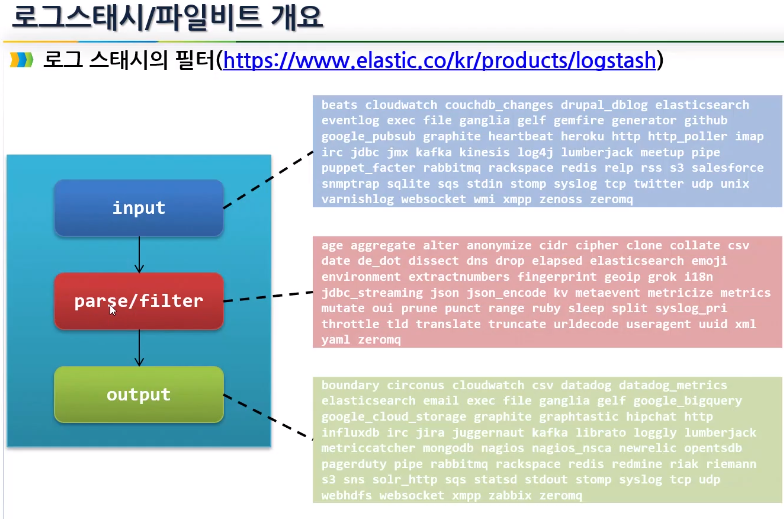 로그스태시/파일비트 개요
로그 스태시의 필터(https://www.elastic.co/kr/products/logstash)
input
parse/filter
output
beats cloudwatch couchdb_changes drupal_dblog elasticsearch
eventlog exec file ganglia gelf gemfire generator github
google_pubsub graphite heartbeat heroku http http_poller imap
irc jdbc jmx kafka kinesis log4j lumberjack meetup pipe
puppet_facter rabbitmq rackspace redis relp rss s3 salesforce
snmptrap sqlite sqs stdin stomp syslog tcp twitter udp unix
varnishlog websocket wmi xmpp zenoss zeromq
age aggregate alter anonymize cidr cipher clone collate csv
date de_dot dissect dns drop elapsed elasticsearch emoji
environment extractnumbers fingerprint geoip grok i18n
jdbc_streaming json json_encode kv metaevent metricize metrics
mutate oui prune punct range ruby sleep split syslog_pri
throttle tld translate truncate urldecode useragent uuid xml
yaml zeromq
boundary circonus cloudwatch csv datadog datadog_metrics
elasticsearch email exec file ganglia gelf google_bigquery
google_cloud_storage graphite graphtastic hipchat http
influxdb irc jira juggernaut kafka librato loggly lumberjack
metriccatcher mongodb nagios nagios_nsca newrelic opentsdb
pagerduty pipe rabbitmq rackspace redis redmine riak riemann
s3 sns solr_http sqs statsd stdout stomp syslog tcp udp
webhdfs websocket xmpp zabbix zeromq